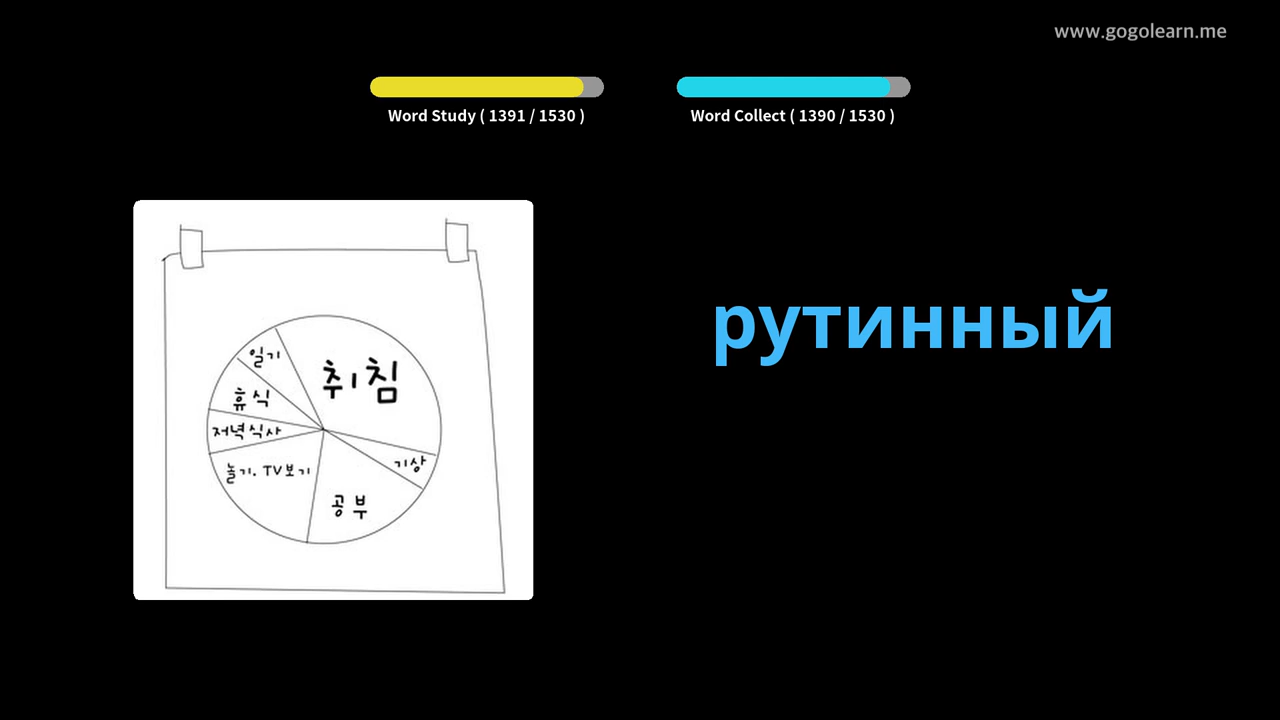 www.gogolearn.me
Word Study ( 1391 / 1530 )
Word Collect ( 1390 / 1530 )
рутинный
일기
취침
휴식
저녁식사
놀기. TV보기
기상
공부